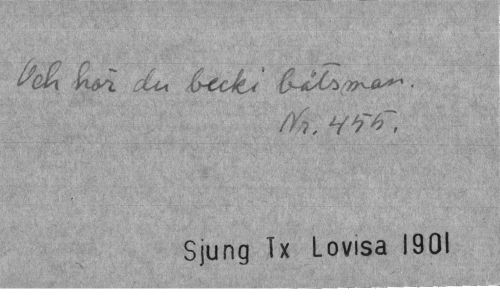 Och hör du becki båtsman.
Nr. 455.
Sjung Tx Lovisa 1901